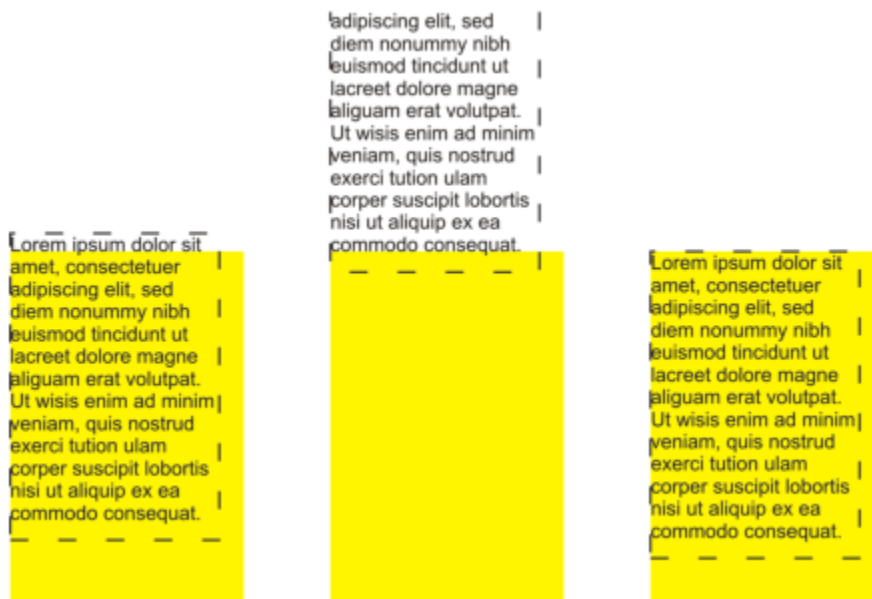 Lorem ipsum dolor sit
amet, consectetuer
adipiscing elit, sed
diem nonummy nibh
euismod tincidunt ut
lacreet dolore magne
aliguam erat volutpat.
Ut wisis enim ad minim
veniam, quis nostrud
exerci tution ulam
corper suscipit lobortis
nisi ut aliquip ex ea
commodo consequat.
adipiscing elit, sed
diem nonummy nibh
euismod tincidunt ut
lacreet dolore magne
aliguam erat volutpat.
Ut wisis enim ad minim
veniam, quis nostrud
exerci tution ulam
corper suscipit lobortis
nisi ut aliquip ex ea
commodo consequat.
Lorem ipsum dolor sit
amet, consectetuer
adipiscing elit, sed
diem nonummy nibh
euismod tincidunt ut
lacreet dolore magne
aliguam erat volutpat.
Ut wisis enim ad minim
veniam, quis nostrud
exerci tution ulam
corper suscipit lobortis
nisi ut aliquip ex ea
commodo consequat.